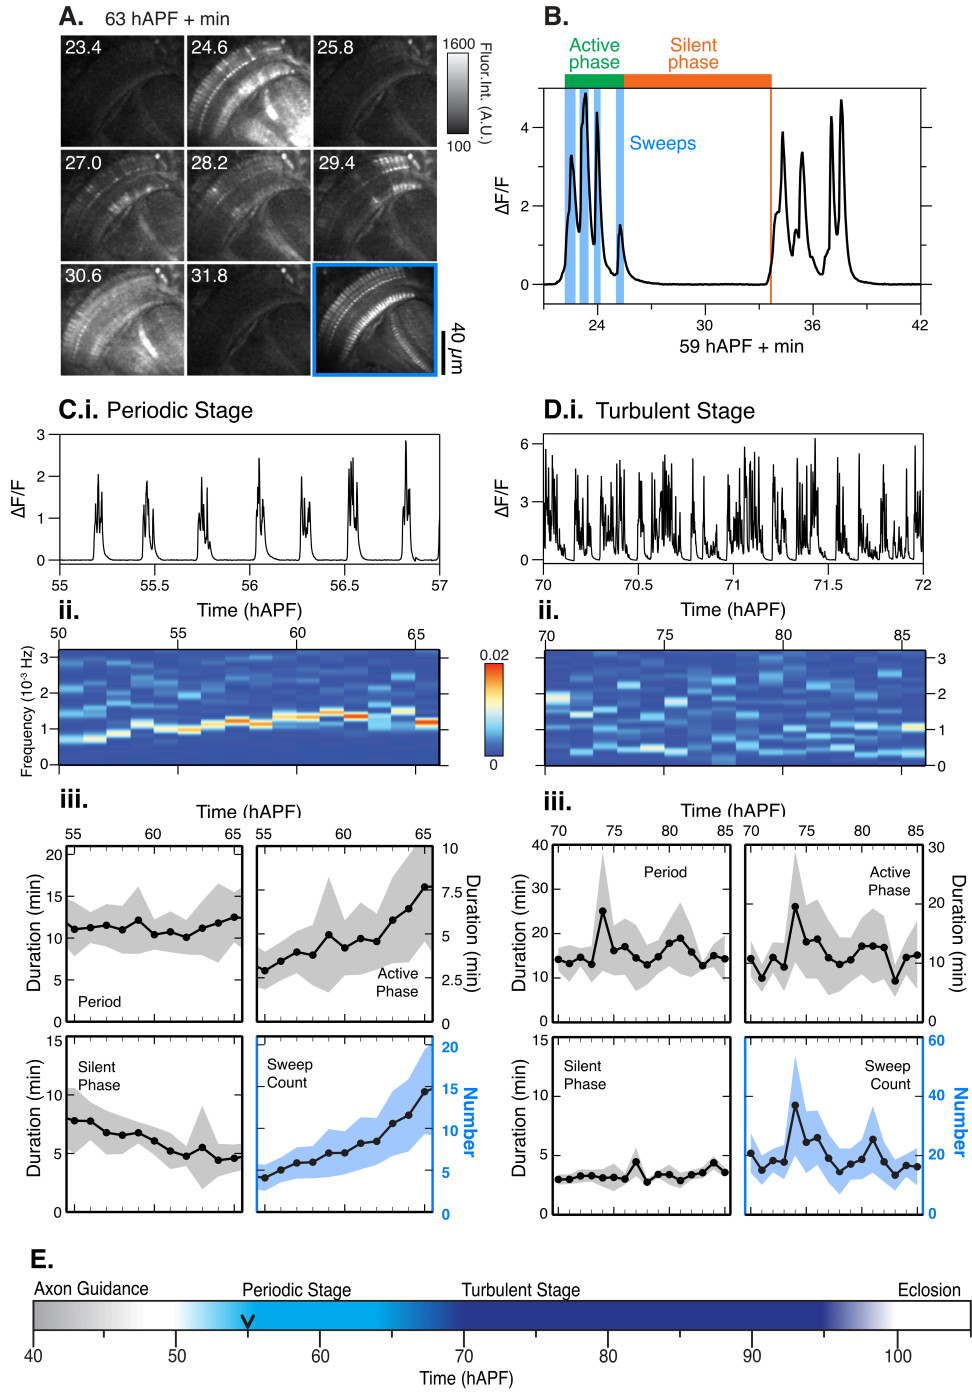 A. 63 hAPF + min
23.4 24.6 25.8
27.0 28.2 29.4
30.6 31.8
1600
100
Fluor.Int. (A.U.)
40 µm
B.
Active phase
Silent phase
Sweeps
ΔF/F
4
2
0
24 30 36 42
59 hAPF + min
C.i. Periodic Stage
ΔF/F
3
2
1
0
55 55.5 56 56.5 57
Time (hAPF)
D.i. Turbulent Stage
ΔF/F
6
3
0
70 70.5 71 71.5 72
Time (hAPF)
ii.
50 55 60 65
Frequency (10⁻³ Hz)
3
2
1
0
0.02
0
ii.
70 75 80 85
3
2
1
0
iii.
Time (hAPF)
55 60 65 55 60 65
Duration (min)
20
15
10
5
0
Period
10
7.5
5
2.5
0
Duration (min)
Active Phase
Duration (min)
15
10
5
0
Silent Phase
Sweep Count
20
15
10
5
0
Number
iii.
Time (hAPF)
70 75 80 85 70 75 80 85
Duration (min)
40
30
20
10
0
Period
Active Phase
30
20
10
0
Duration (min)
Duration (min)
15
10
5
0
Silent Phase
Sweep Count
60
40
20
0
Number
E.
Axon Guidance Periodic Stage Turbulent Stage Eclosion
40 50 60 70 80 90 100
Time (hAPF)